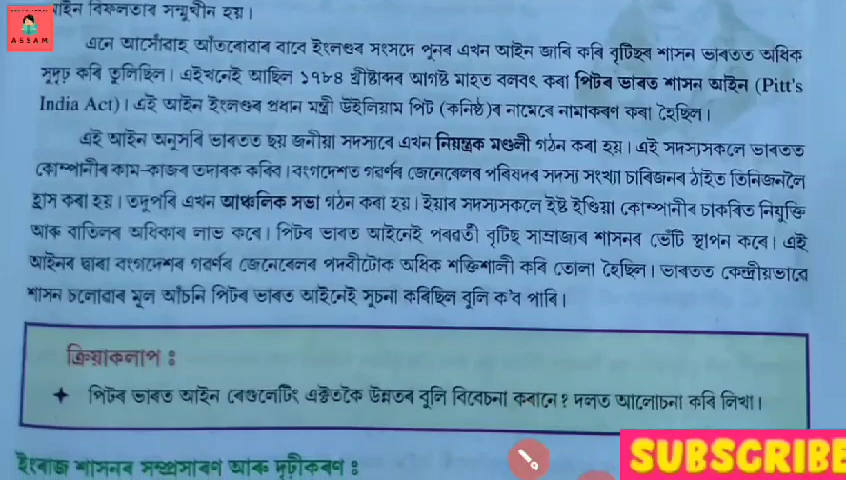 আইন বিফলতাৰ সন্মুখীন হয়।
ASSAM
এনে আসোঁৱাহ আঁতৰোৱাৰ বাবে ইংলণ্ডৰ সংসদে পুনৰ এখন আইন জাৰি কৰি বৃটিছৰ শাসন ভাৰতত অধিক
সুদৃঢ় কৰি তুলিছিল। এইখনেই আছিল ১৭৮৪ খ্ৰীষ্টাব্দৰ আগষ্ট মাহত বলবৎ কৰা পিটৰ ভাৰত শাসন আইন (Pitt's
India Act)। এই আইন ইংলণ্ডৰ প্ৰধান মন্ত্ৰী উইলিয়াম পিট (কনিষ্ঠ)ৰ নামেৰে নামাকৰণ কৰা হৈছিল।
এই আইন অনুসৰি ভাৰতত ছয় জনীয়া সদস্যৰে এখন নিয়ন্ত্ৰক মণ্ডলী গঠন কৰা হয়। এই সদস্যসকলে ভাৰতত
কোম্পানীৰ কাম-কাজৰ তদাৰক কৰিব। বংগদেশত গৱৰ্ণৰ জেনেৰেলৰ পৰিষদৰ সদস্য সংখ্যা চাৰিজনৰ ঠাইত তিনিজনলৈ
হ্ৰাস কৰা হয়। তদুপৰি এখন আঞ্চলিক সভা গঠন কৰা হয়। ইয়াৰ সদস্যসকলে ইষ্ট ইণ্ডিয়া কোম্পানীৰ চাকৰিত নিযুক্তি
আৰু বাতিলৰ অধিকাৰ লাভ কৰে। পিটৰ ভাৰত আইনেই পৰৱৰ্তী বৃটিছ সাম্ৰাজ্যৰ শাসনৰ ভেঁটি স্থাপন কৰে। এই
আইনৰ দ্বাৰা বংগদেশৰ গৱৰ্ণৰ জেনেৰেলৰ পদবীটোক অধিক শক্তিশালী কৰি তোলা হৈছিল। ভাৰতত কেন্দ্ৰীয়ভাৱে
শাসন চলোৱাৰ মূল আঁচনি পিটৰ ভাৰত আইনেই সূচনা কৰিছিল বুলি ক'ব পাৰি।
ক্ৰিয়াকলাপ :
পিটৰ ভাৰত আইন ৰেগুলেটিং এক্টতকৈ উন্নতৰ বুলি বিবেচনা কৰানে? দলত আলোচনা কৰি লিখা।
ইংৰাজ শাসনৰ সম্প্ৰসাৰণ আৰু দৃঢ়ীকৰণ :
SUBSCRIBE